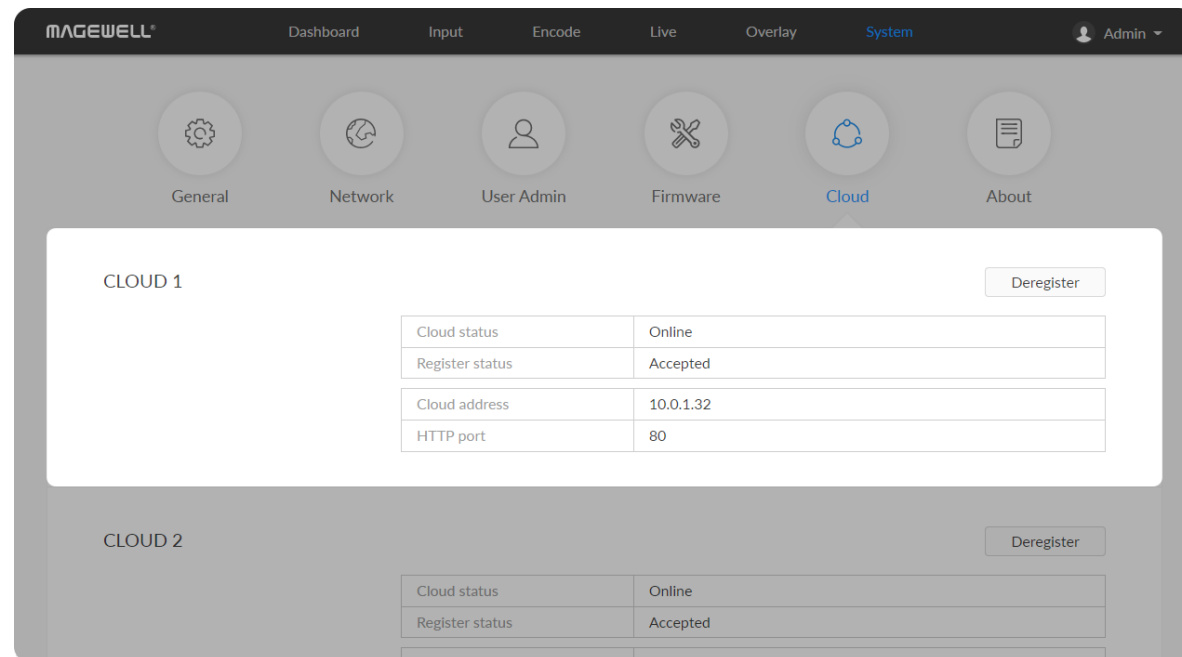 MAGEWELL®
Dashboard Input Encode Live Overlay System Admin
General Network User Admin Firmware Cloud About
CLOUD 1 Deregister
Cloud status Online
Register status Accepted
Cloud address 10.0.1.32
HTTP port 80
CLOUD 2 Deregister
Cloud status Online
Register status Accepted